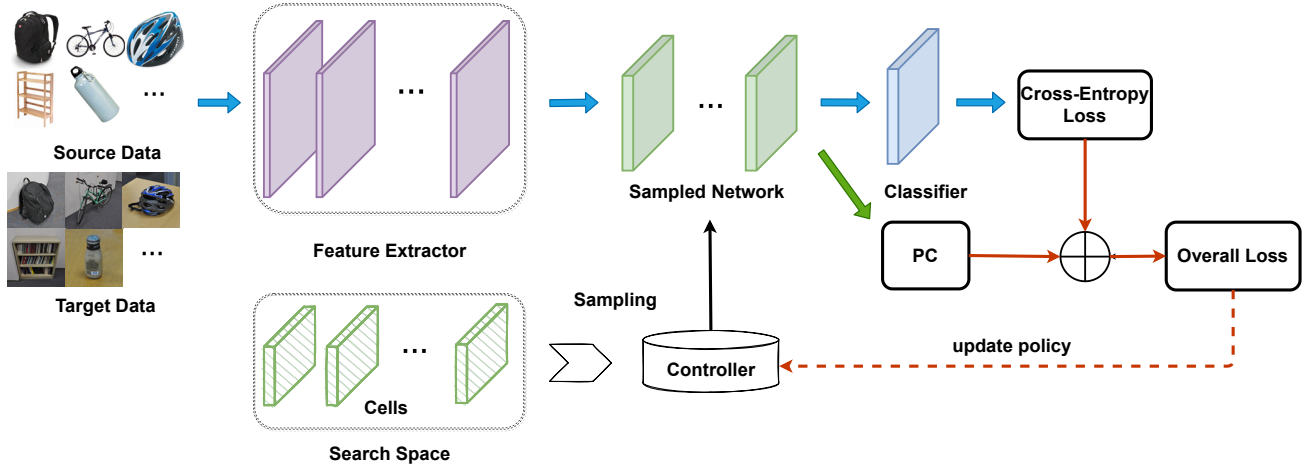 Source Data
Target Data
...
...
Feature Extractor
...
Search Space
Cells
...
Sampled Network
...
Sampling
Controller
Classifier
Cross-Entropy
Loss
PC
Overall Loss
update policy